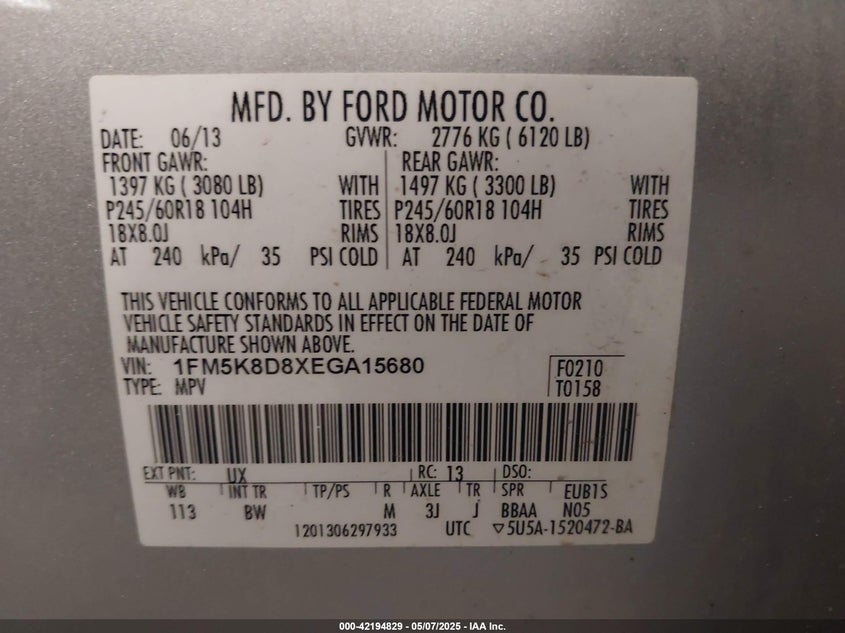 MFD. BY FORD MOTOR CO.
DATE: 06/13 GVWR: 2776 KG ( 6120 LB)
FRONT GAWR: REAR GAWR:
1397 KG ( 3080 LB) WITH 1497 KG ( 3300 LB) WITH
P245/60R18 104H TIRES P245/60R18 104H TIRES
18X8.0J RIMS 18X8.0J RIMS
AT 240 kPa/ 35 PSI COLD AT 240 kPa/ 35 PSI COLD
THIS VEHICLE CONFORMS TO ALL APPLICABLE FEDERAL MOTOR
VEHICLE SAFETY STANDARDS IN EFFECT ON THE DATE OF
MANUFACTURE SHOWN ABOVE.
VIN: 1FM5K8D8XEGA15680 F0210
TYPE: MPV T0158
EXT PNT: UX RC: 13 DSO:
WB INT TR TP/PS R AXLE TR SPR EUB1S
113 BW M 3J J BBAA N05
1201306297933 UTC ▽5U5A-1520472-BA
000-42194829 - 05/07/2025 - IAA Inc.